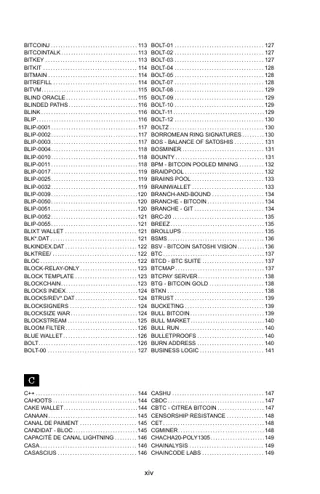 BITCOINJ 113
BITCOINTALK 113
BITKEY 113
BITKIT 114
BITMAIN 114
BITREFILL 114
BITVM 115
BLIND ORACLE 115
BLINDED PATHS 116
BLINK 116
BLIP 116
BLIP-0001 117
BLIP-0002 117
BLIP-0003 117
BLIP-0004 118
BLIP-0010 118
BLIP-0011 118
BLIP-0017 119
BLIP-0025 119
BLIP-0032 119
BLIP-0039 120
BLIP-0050 120
BLIP-0051 120
BLIP-0052 121
BLIP-0055 121
BLIXT WALLET 121
BLK*.DAT 121
BLKINDEX.DAT 122
BLKTREE/ 122
BLOC 122
BLOCK-RELAY-ONLY 123
BLOCK TEMPLATE 123
BLOCKCHAIN 123
BLOCKS INDEX 124
BLOCKS/REV*.DAT 124
BLOCKSIGNERS 124
BLOCKSIZE WAR 124
BLOCKSTREAM 125
BLOOM FILTER 126
BLUE WALLET 126
BOLT 126
BOLT-00 127
BOLT-01 127
BOLT-02 127
BOLT-03 127
BOLT-04 128
BOLT-05 128
BOLT-07 128
BOLT-08 129
BOLT-09 129
BOLT-10 129
BOLT-11 129
BOLT-12 130
BOLTZ 130
BORROMEAN RING SIGNATURES 130
BOS - BALANCE OF SATOSHIS 131
BOSMINER 131
BOUNTY 131
BPM - BITCOIN POOLED MINING 132
BRAIDPOOL 132
BRAIINS POOL 133
BRAINWALLET 133
BRANCH-AND-BOUND 134
BRANCHE - BITCOIN 134
BRANCHE - GIT 134
BRC-20 135
BREEZ 135
BROLLUPS 135
BSMS 136
BSV - BITCOIN SATOSHI VISION 136
BTC 137
BTCD - BTC SUITE 137
BTCMAP 137
BTCPAY SERVER 138
BTG - BITCOIN GOLD 138
BTKN 138
BTRUST 139
BUCKETING 139
BULL BITCOIN 139
BULL MARKET 140
BULL RUN 140
BULLETPROOFS 140
BURN ADDRESS 140
BUSINESS LOGIC 141
C
C++ 144
CAHOOTS 144
CAKE WALLET 144
CANAAN 145
CANAL DE PAIMENT 145
CANDIDAT - BLOC 145
CAPACITÉ DE CANAL LIGHTNING 146
CASA 146
CASASCIUS 146
CASHU 147
CBDC 147
CBTC - CITREA BITCOIN 147
CENSORSHIP RESISTANCE 148
CET 148
CGMINER 148
CHACHA20-POLY1305 149
CHAINALYSIS 149
CHAINCODE LABS 149
xiv